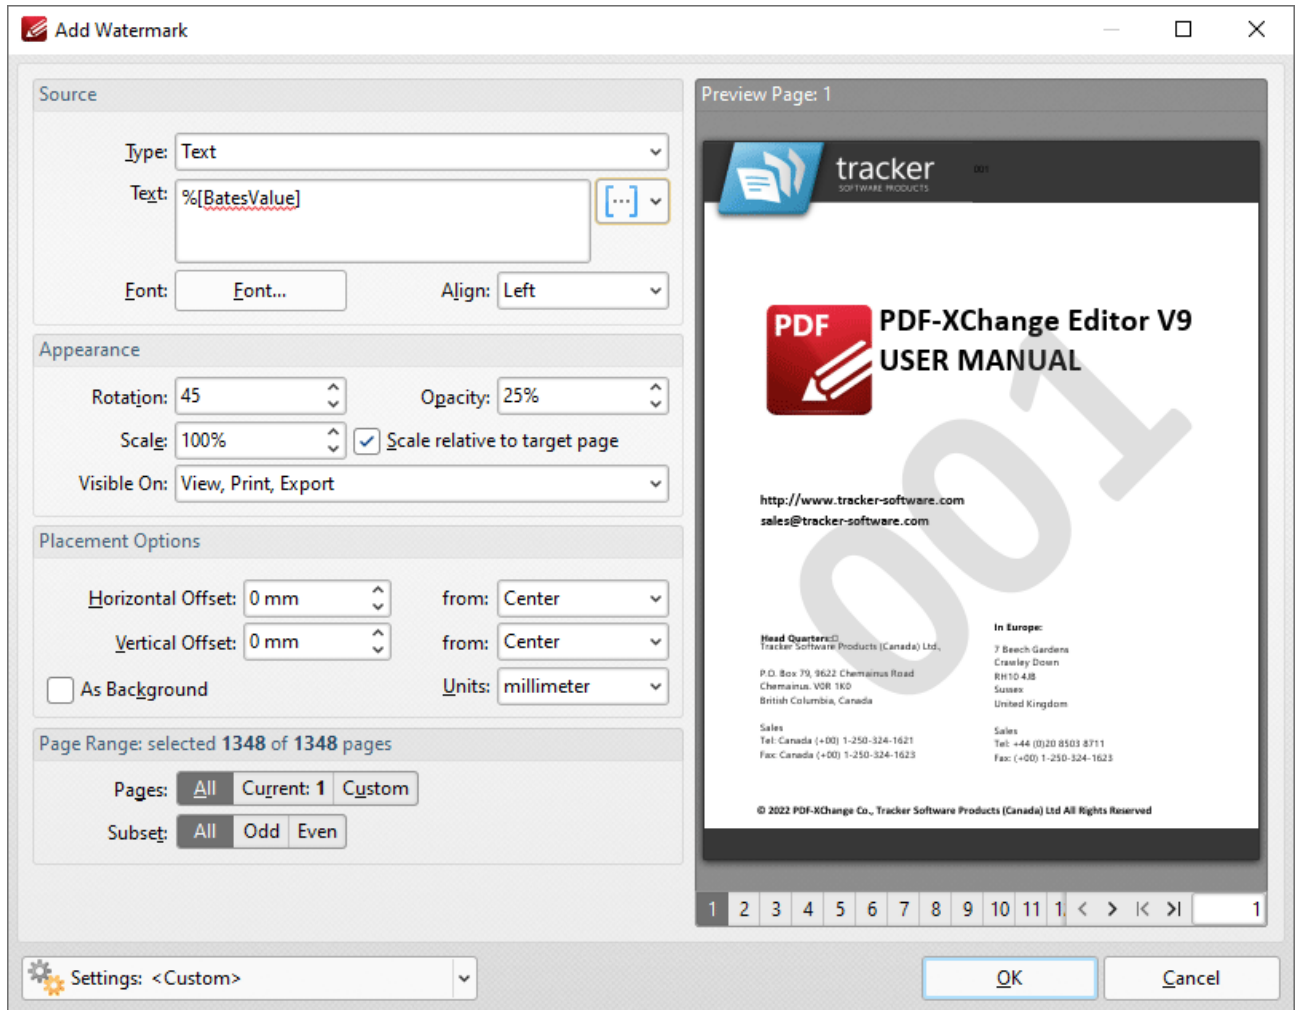 Add Watermark
Source
Type: Text
Text: %[BatesValue]
Font: Font... Align: Left
Appearance
Rotation: 45 Opacity: 25%
Scale: 100% Scale relative to target page
Visible On: View, Print, Export
Placement Options
Horizontal Offset: 0 mm from: Center
Vertical Offset: 0 mm from: Center
As Background Units: millimeter
Page Range: selected 1348 of 1348 pages
Pages: All Current: 1 Custom
Subset: All Odd Even
Preview Page: 1
tracker 001
SOFTWARE PRODUCTS
PDF
PDF-XChange Editor V9
USER MANUAL
001
http://www.tracker-software.com
sales@tracker-software.com
Head Quarters:
Tracker Software Products (Canada) Ltd.,
P.O. Box 79, 9622 Chemainus Road
Chemainus. V0R 1K0
British Columbia, Canada
Sales
Tel: Canada (+00) 1-250-324-1621
Fax: Canada (+00) 1-250-324-1623
In Europe:
7 Beech Gardens
Crawley Down
RH10 4JB
Sussex
United Kingdom
Sales
Tel: +44 (0)20 8503 8711
Fax: (+00) 1-250-324-1623
© 2022 PDF-XChange Co., Tracker Software Products (Canada) Ltd All Rights Reserved
1 2 3 4 5 6 7 8 9 10 11 1
Settings: <Custom>
OK Cancel